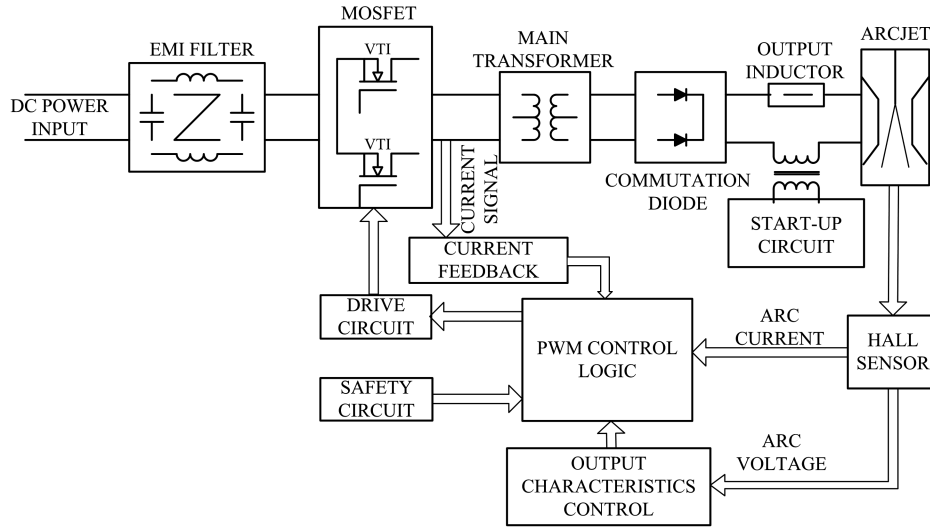 MOSFET
EMI FILTER
DC POWER
INPUT
VTI
VTI
MAIN
TRANSFORMER
OUTPUT
INDUCTOR
ARCJET
CURRENT
SIGNAL
COMMUTATION
DIODE
START-UP
CIRCUIT
CURRENT
FEEDBACK
DRIVE
CIRCUIT
PWM CONTROL
LOGIC
ARC
CURRENT
HALL
SENSOR
SAFETY
CIRCUIT
OUTPUT
CHARACTERISTICS
CONTROL
ARC
VOLTAGE